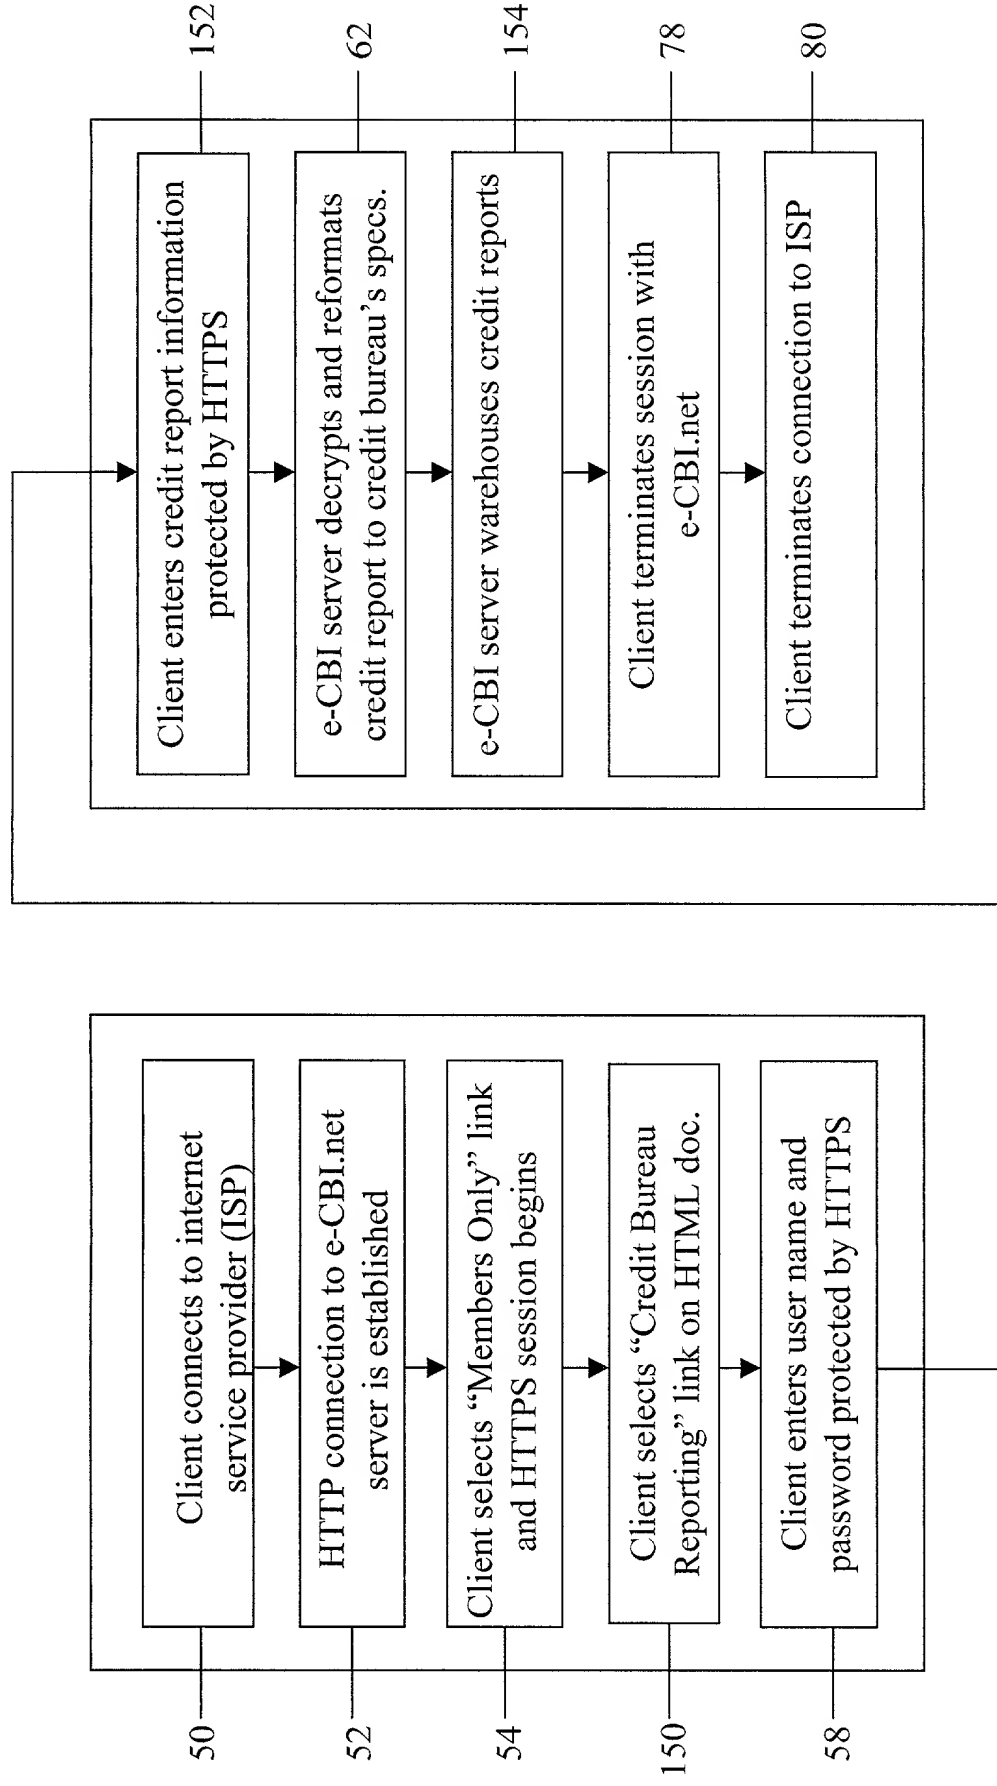 50
Client connects to internet
service provider (ISP)
52
HTTP connection to e-CBI.net
server is established
54
Client selects “Members Only” link
and HTTPS session begins
150
Client selects “Credit Bureau
Reporting” link on HTML doc.
58
Client enters user name and
password protected by HTTPS
Client enters credit report information
protected by HTTPS
152
e-CBI server decrypts and reformats
credit report to credit bureau’s specs.
62
e-CBI server warehouses credit reports
154
Client terminates session with
e-CBI.net
78
Client terminates connection to ISP
80